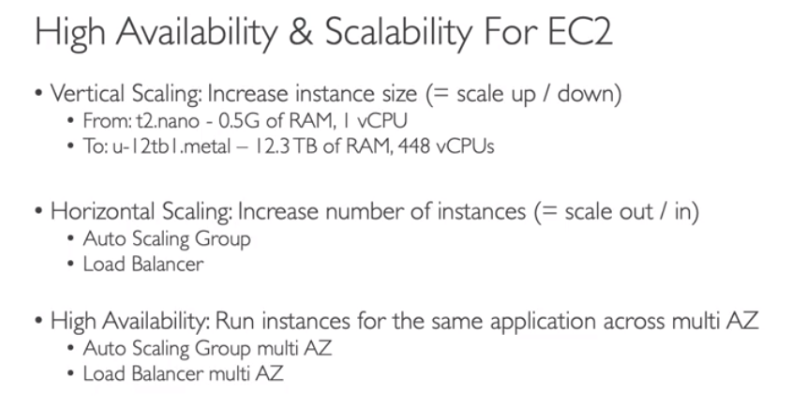 High Availability & Scalability For EC2
• Vertical Scaling: Increase instance size (= scale up / down)
• From: t2.nano - 0.5G of RAM, 1 vCPU
• To: u-12tb1.metal – 12.3 TB of RAM, 448 vCPUs
• Horizontal Scaling: Increase number of instances (= scale out / in)
• Auto Scaling Group
• Load Balancer
• High Availability: Run instances for the same application across multi AZ
• Auto Scaling Group multi AZ
• Load Balancer multi AZ